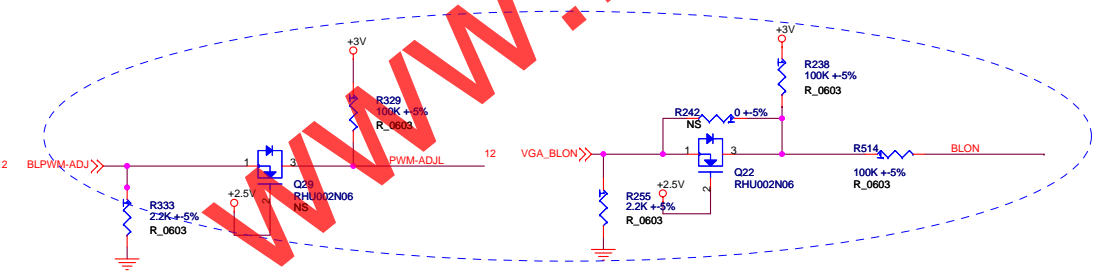 WWW.
+3V
R329
100K +-5%
R_0603
2
BLPWM-ADJ
1
3
PWM-ADJL
12
Q29
RHU002N06
NS
2
+2.5V
R333
2.2K +-5%
R_0603
+3V
R238
100K +-5%
R_0603
R242
NS
0 +-5%
VGA_BLON
1
3
Q22
RHU002N06
2
+2.5V
R255
2.2K +-5%
R_0603
R514
100K +-5%
R_0603
BLON